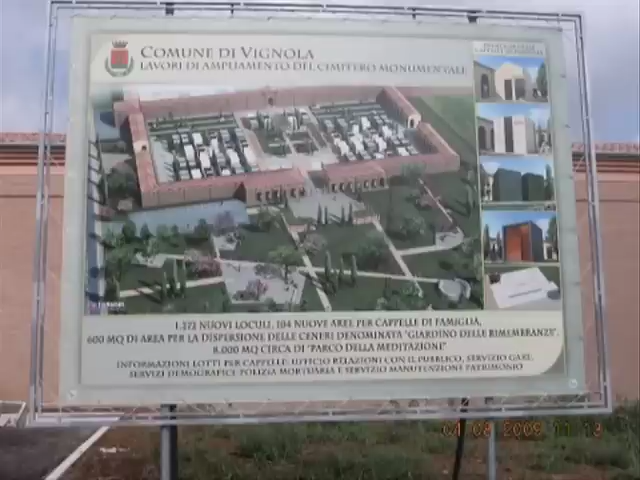 COMUNE DI VIGNOLA
LAVORI DI AMPLIAMENTO DEL CIMITERO MONUMENTALE
1.272 NUOVI LOCULI, 104 NUOVE AREE PER CAPPELLE DI FAMIGLIA,
600 MQ DI AREA PER LA DISPERSIONE DELLE CENERI DENOMINATA "GIARDINO DELLE RIMEMBRANZE",
8.000 MQ CIRCA DI "PARCO DELLA MEDITAZIONE"
INFORMAZIONI LOTTI PER CAPPELLE: UFFICIO RELAZIONI CON IL PUBBLICO, SERVIZIO GARE,
SERVIZI DEMOGRAFICI E POLIZIA MORTUARIA E SERVIZIO MANUTENZIONE PATRIMONIO
04 08 2009 11:13